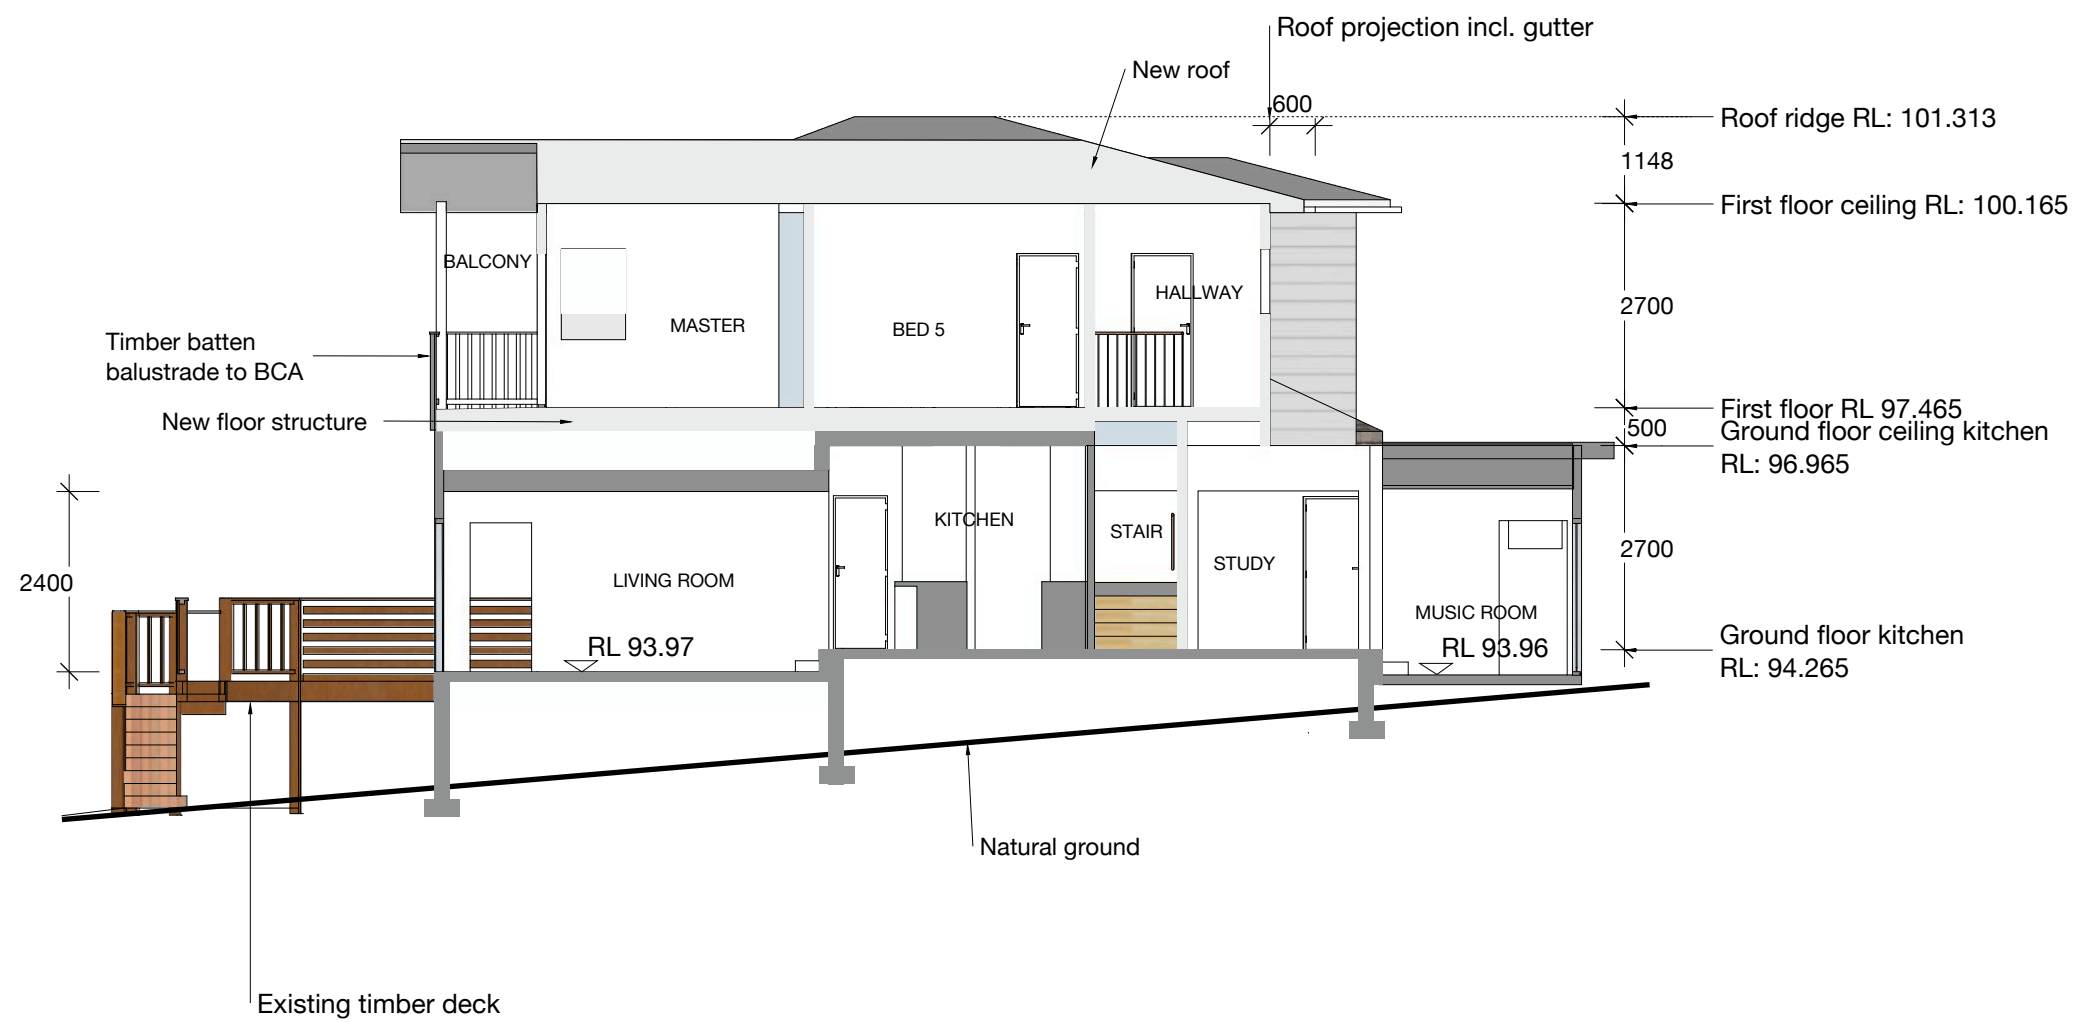 Roof projection incl. gutter
New roof
600
Roof ridge RL: 101.313
1148
First floor ceiling RL: 100.165
BALCONY
HALLWAY
2700
MASTER
BED 5
Timber batten
balustrade to BCA
First floor RL 97.465
New floor structure
500
Ground floor ceiling kitchen
RL: 96.965
KITCHEN
STAIR
2700
STUDY
2400
LIVING ROOM
MUSIC ROOM
RL 93.97
RL 93.96
Ground floor kitchen
RL: 94.265
Natural ground
Existing timber deck